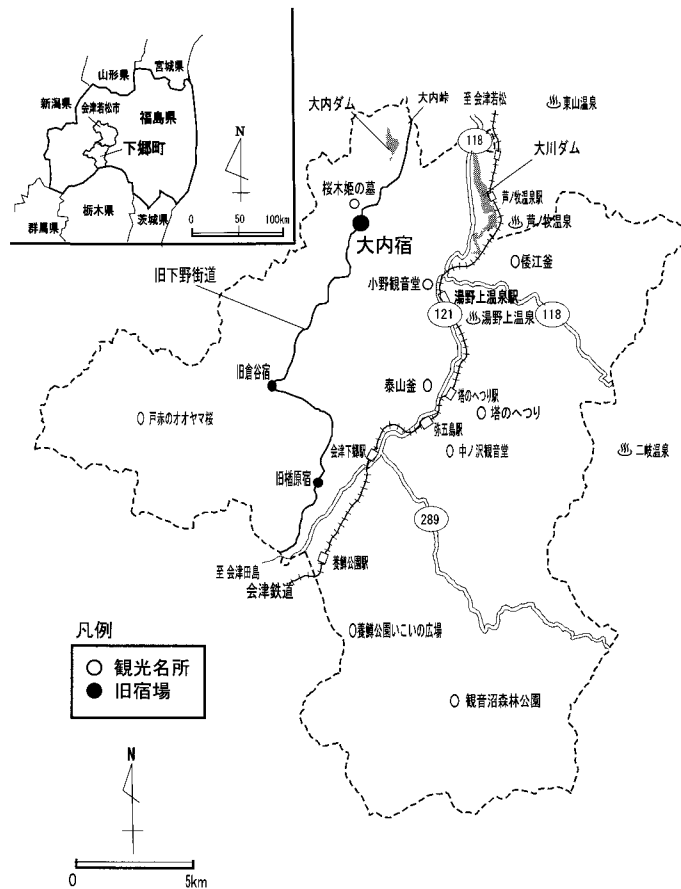 山形県
宮城県
新潟県
会津若松市
福島県
下郷町
群馬県
栃木県
茨城県
N
0 50 100km
大内ダム
大内峠
至 会津若松
東山温泉
118
大川ダム
桜木姫の墓
芦ノ牧温泉駅
芦ノ牧温泉
大内宿
倭江釜
旧下野街道
小野観音堂
湯野上温泉駅
121
湯野上温泉
118
旧倉谷宿
泰山釜
塔のへつり駅
塔のへつり
戸赤のオオヤマ桜
弥五島駅
会津下郷駅
中ノ沢観音堂
二岐温泉
旧楢原宿
289
養鱒公園駅
至 会津田島
会津鉄道
養鱒公園いこいの広場
凡例
観光名所
旧宿場
観音沼森林公園
N
0 5km